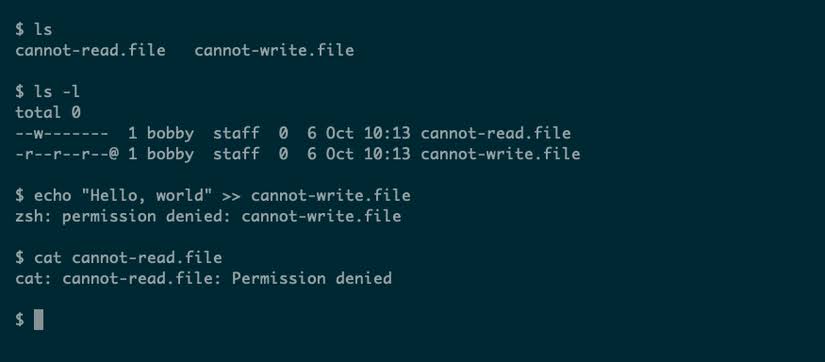 $ ls
cannot-read.file   cannot-write.file
$ ls -l
total 0
--w-------  1 bobby  staff  0  6 Oct 10:13 cannot-read.file
-r--r--r--@ 1 bobby  staff  0  6 Oct 10:13 cannot-write.file
$ echo "Hello, world" >> cannot-write.file
zsh: permission denied: cannot-write.file
$ cat cannot-read.file
cat: cannot-read.file: Permission denied
$